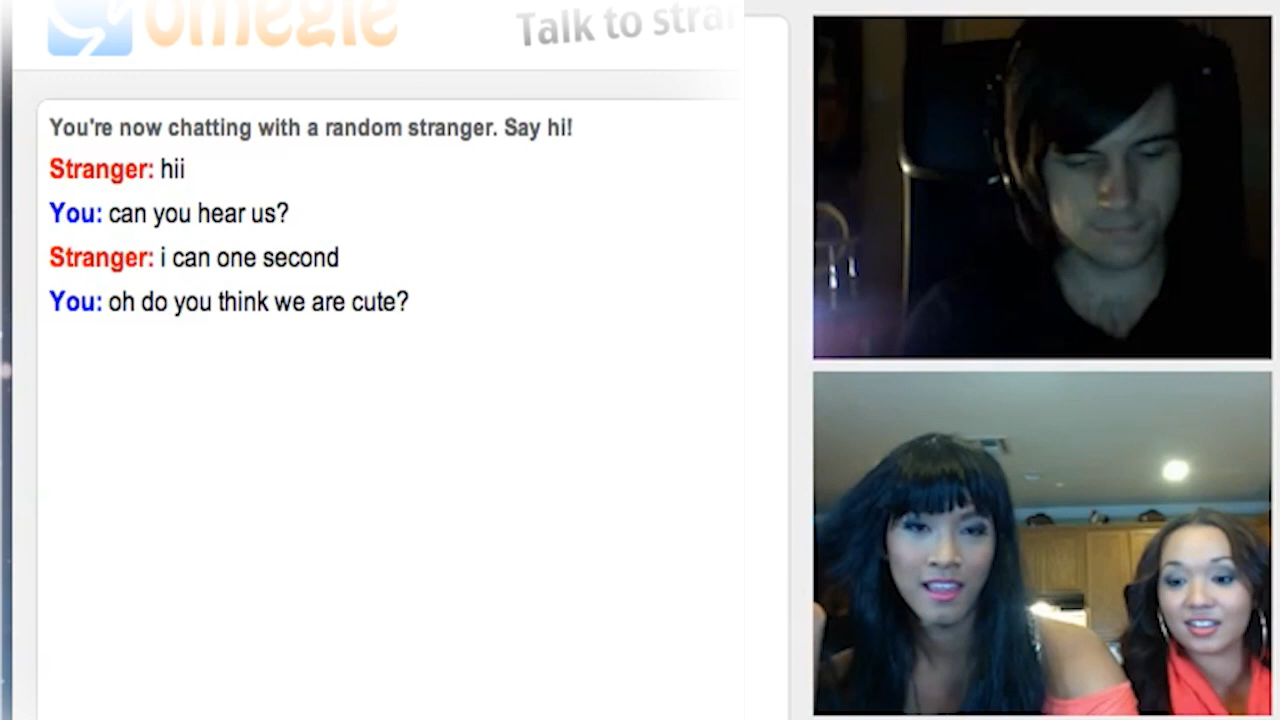 omegle
Talk to stra
You're now chatting with a random stranger. Say hi!
Stranger: hii
You: can you hear us?
Stranger: i can one second
You: oh do you think we are cute?